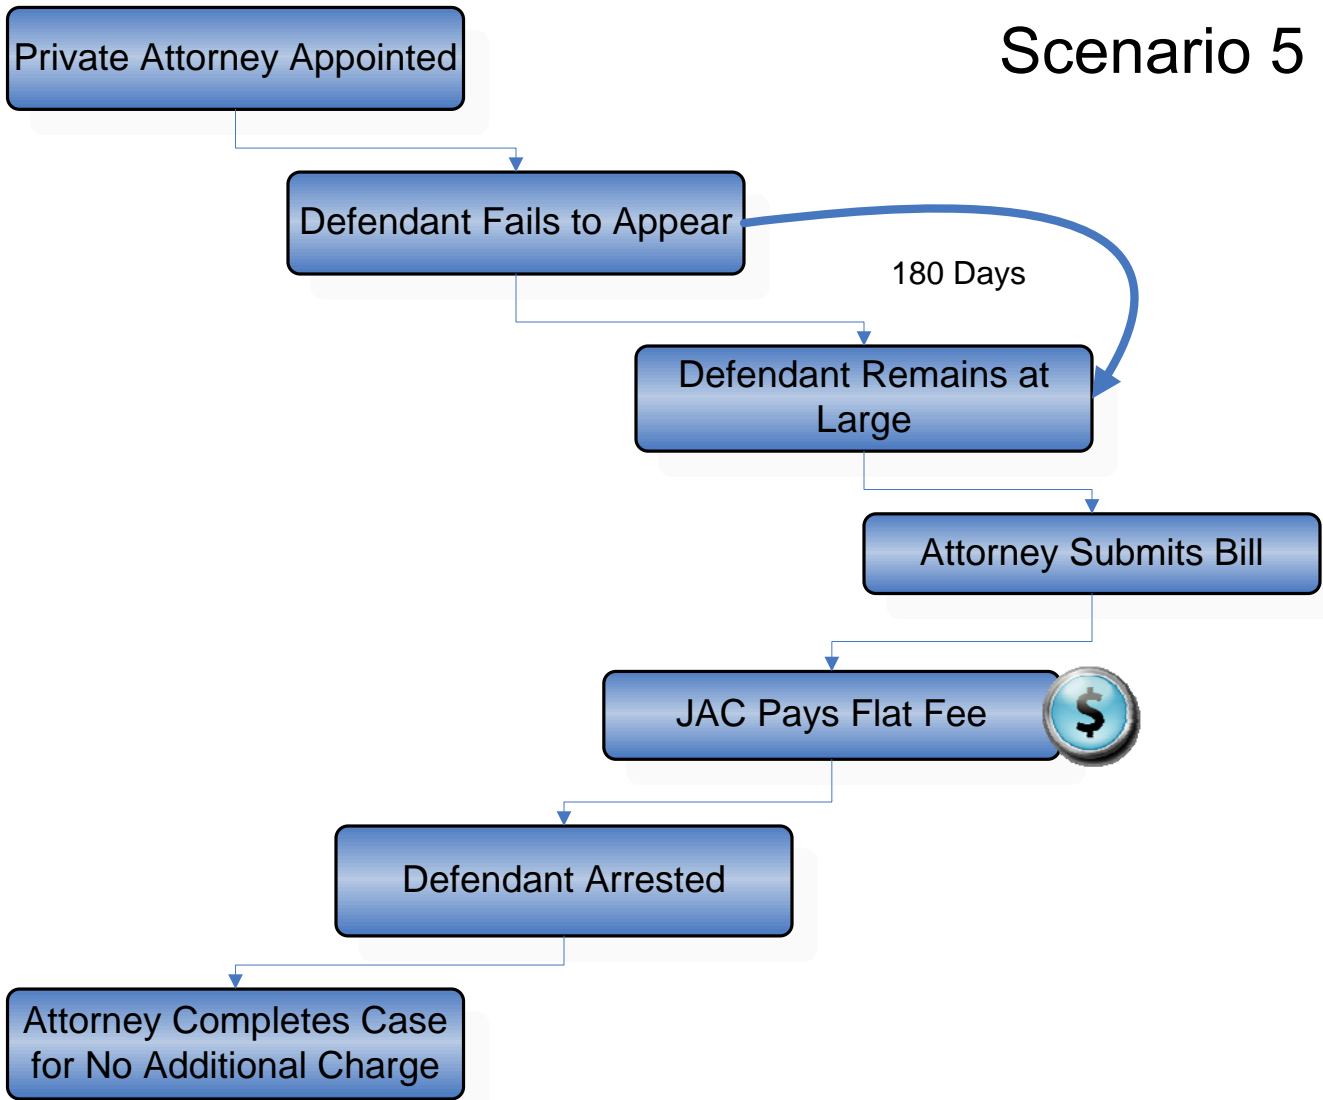 Scenario 5
Private Attorney Appointed
Defendant Fails to Appear
180 Days
Defendant Remains at
Large
Attorney Submits Bill
JAC Pays Flat Fee
$
Defendant Arrested
Attorney Completes Case
for No Additional Charge